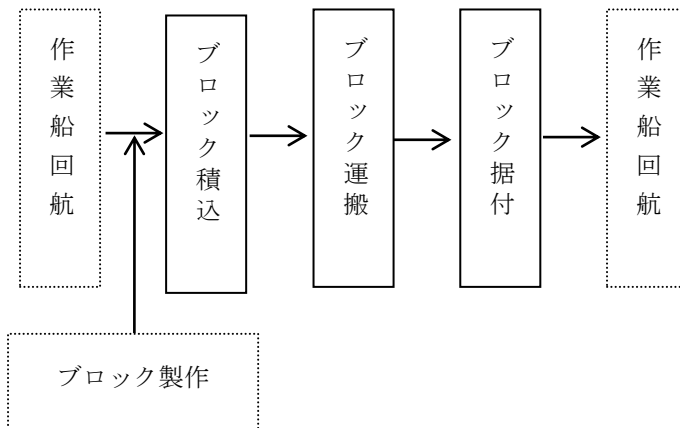 作業船回航
ブロック積込
ブロック運搬
ブロック据付
作業船回航
ブロック製作